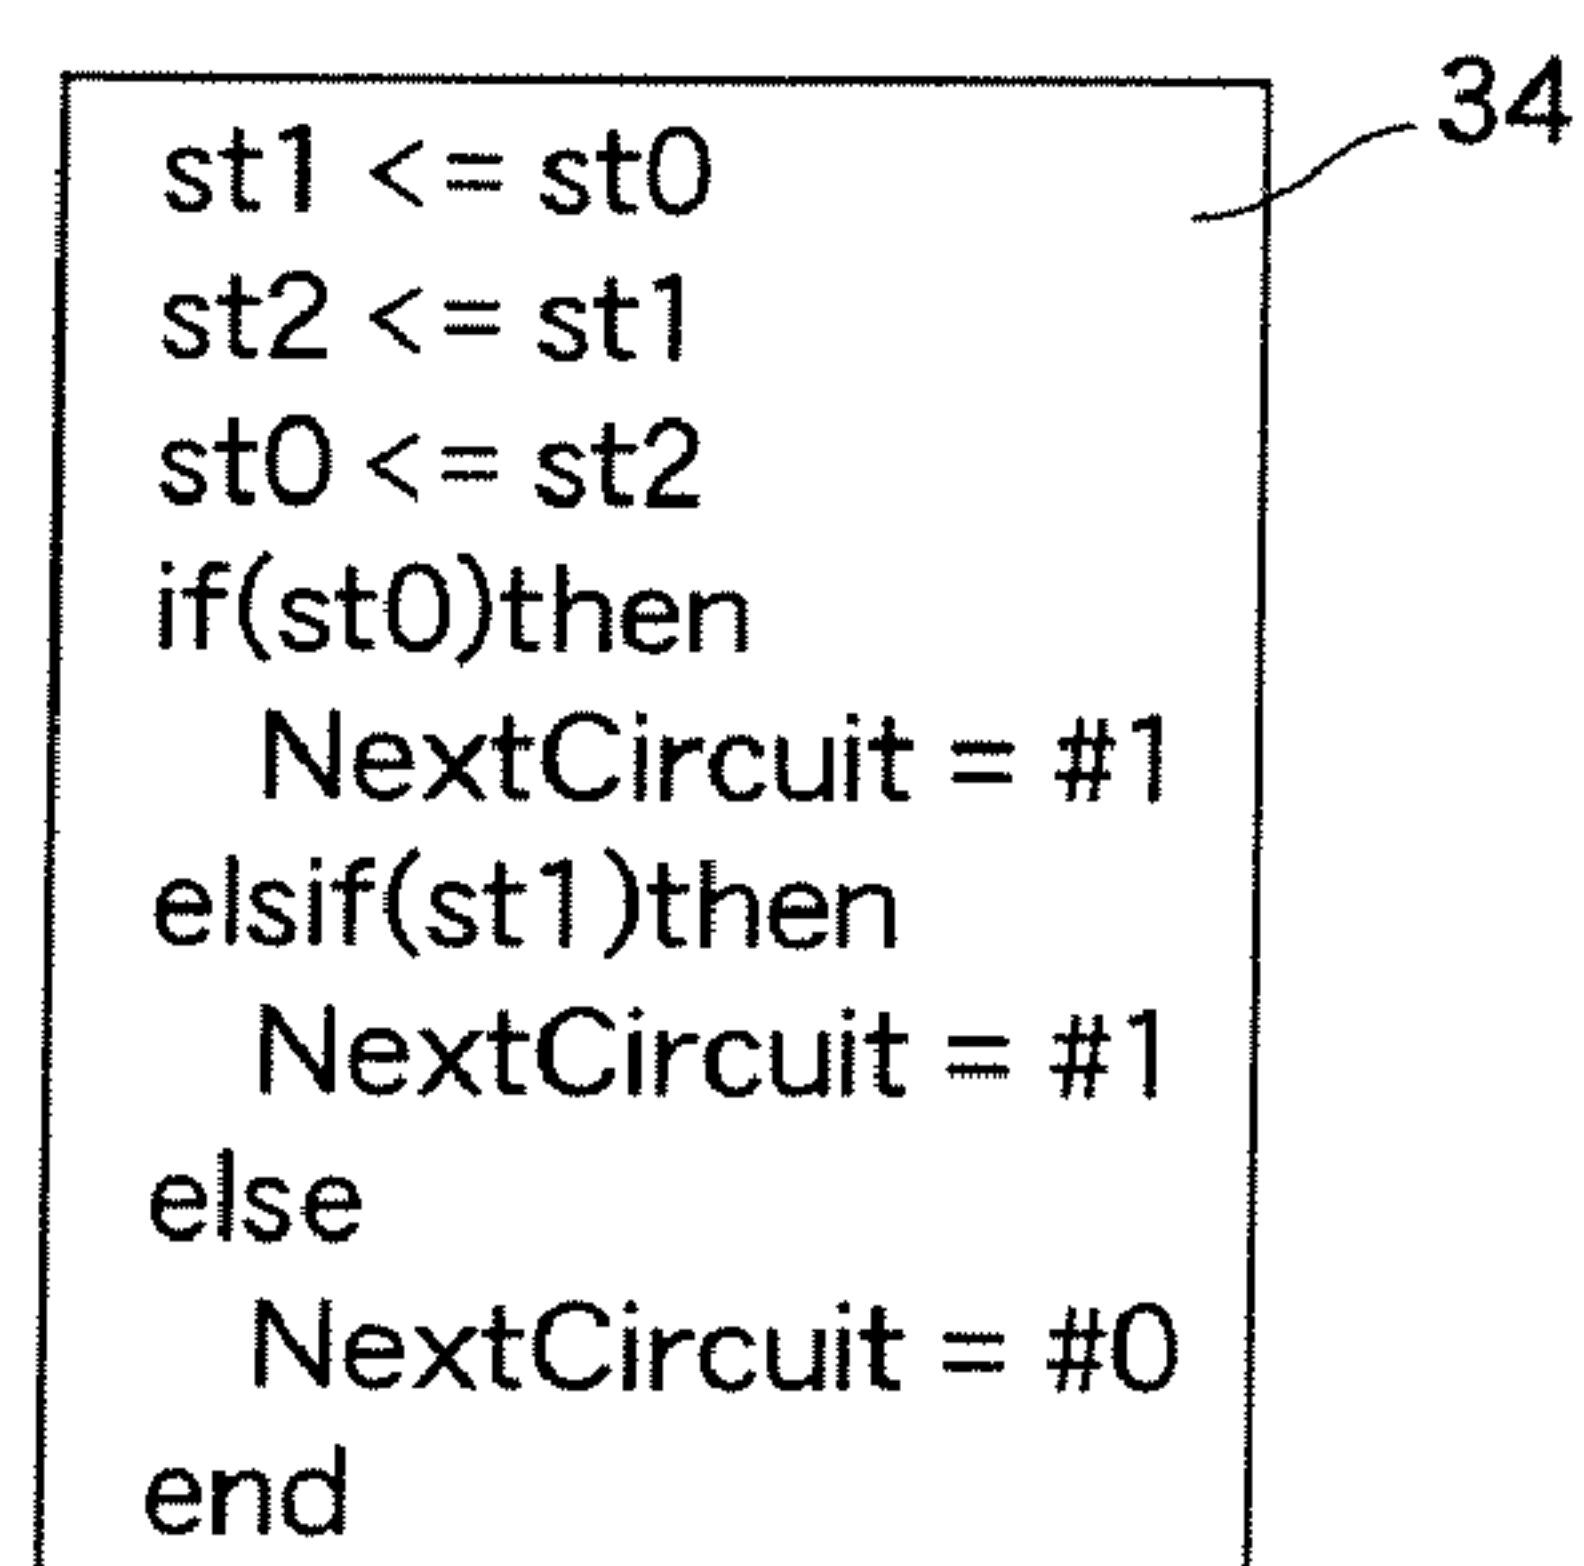 34
st1 <= st0
st2 <= st1
st0 <= st2
if(st0)then
NextCircuit = #1
elsif(st1)then
NextCircuit = #1
else
NextCircuit = #0
end